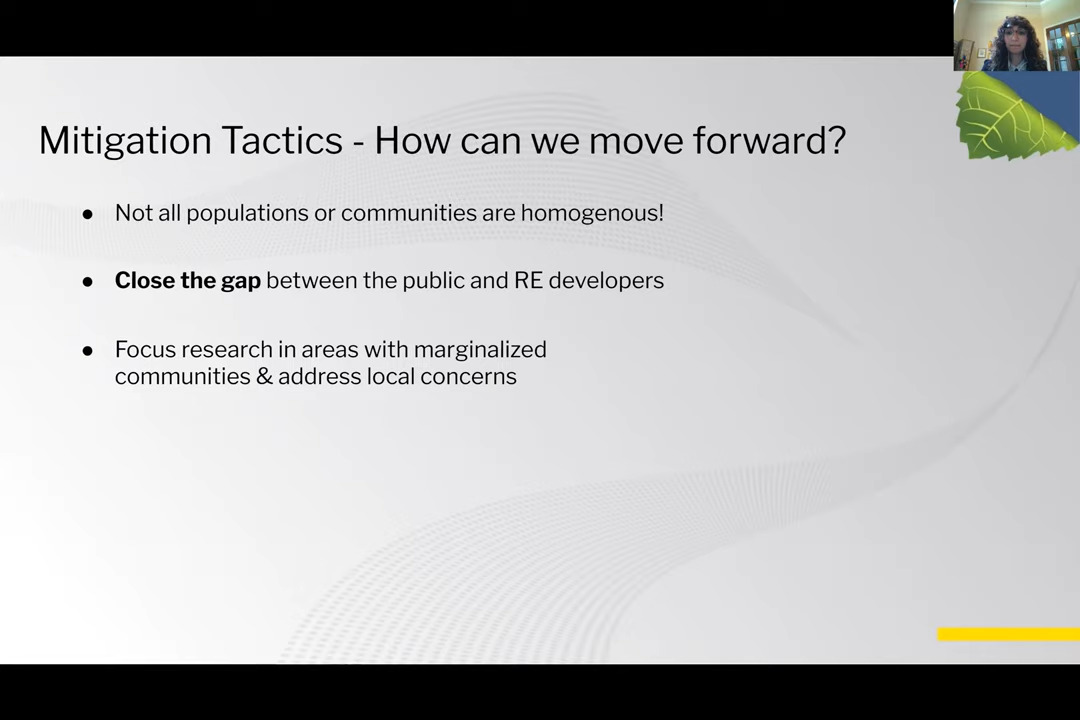 Mitigation Tactics - How can we move forward?
● Not all populations or communities are homogenous!
● Close the gap between the public and RE developers
● Focus research in areas with marginalized
communities & address local concerns